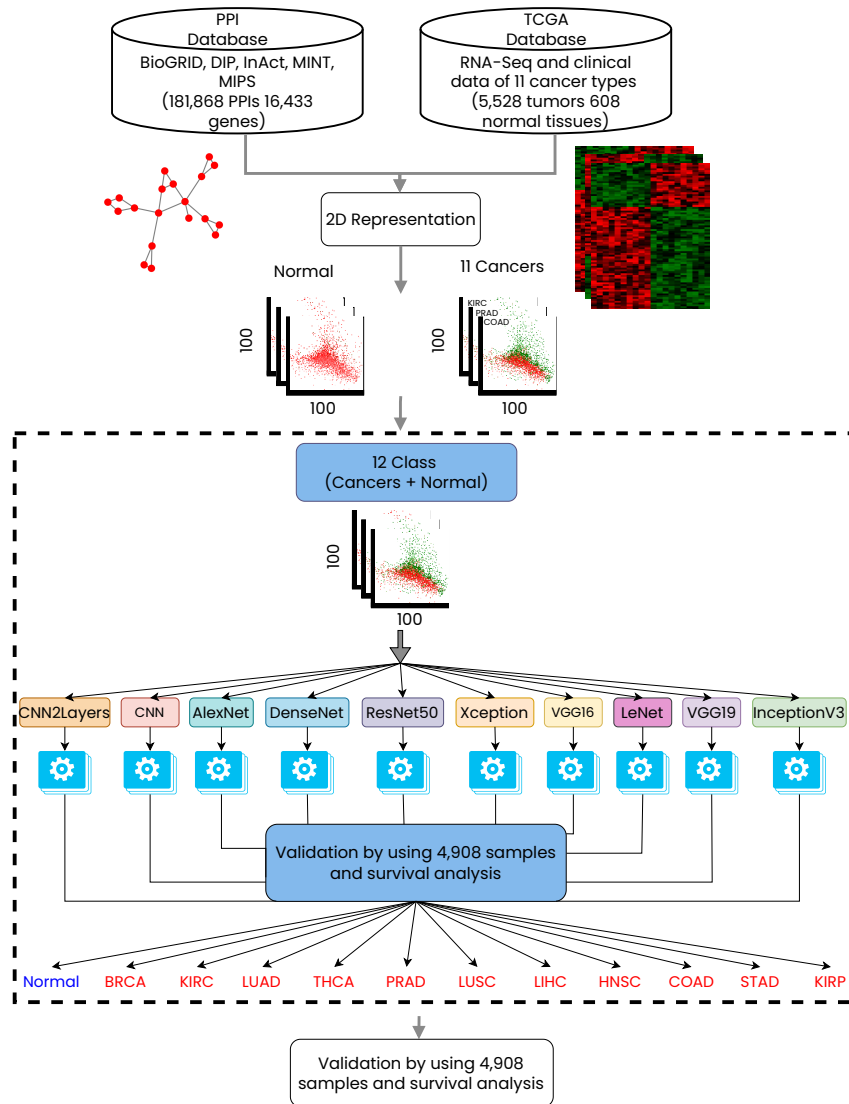 PPI
Database
BioGRID, DIP, InAct, MINT,
MIPS
(181,868 PPIs 16,433
genes)
TCGA
Database
RNA-Seq and clinical
data of 11 cancer types
(5,528 tumors 608
normal tissues)
2D Representation
Normal
11 Cancers
100
100
KIRC
PRAD
COAD
100
100
12 Class
(Cancers + Normal)
100
100
CNN2Layers
CNN
AlexNet
DenseNet
ResNet50
Xception
VGG16
LeNet
VGG19
InceptionV3
Validation by using 4,908 samples
and survival analysis
Normal
BRCA
KIRC
LUAD
THCA
PRAD
LUSC
LIHC
HNSC
COAD
STAD
KIRP
Validation by using 4,908
samples and survival analysis